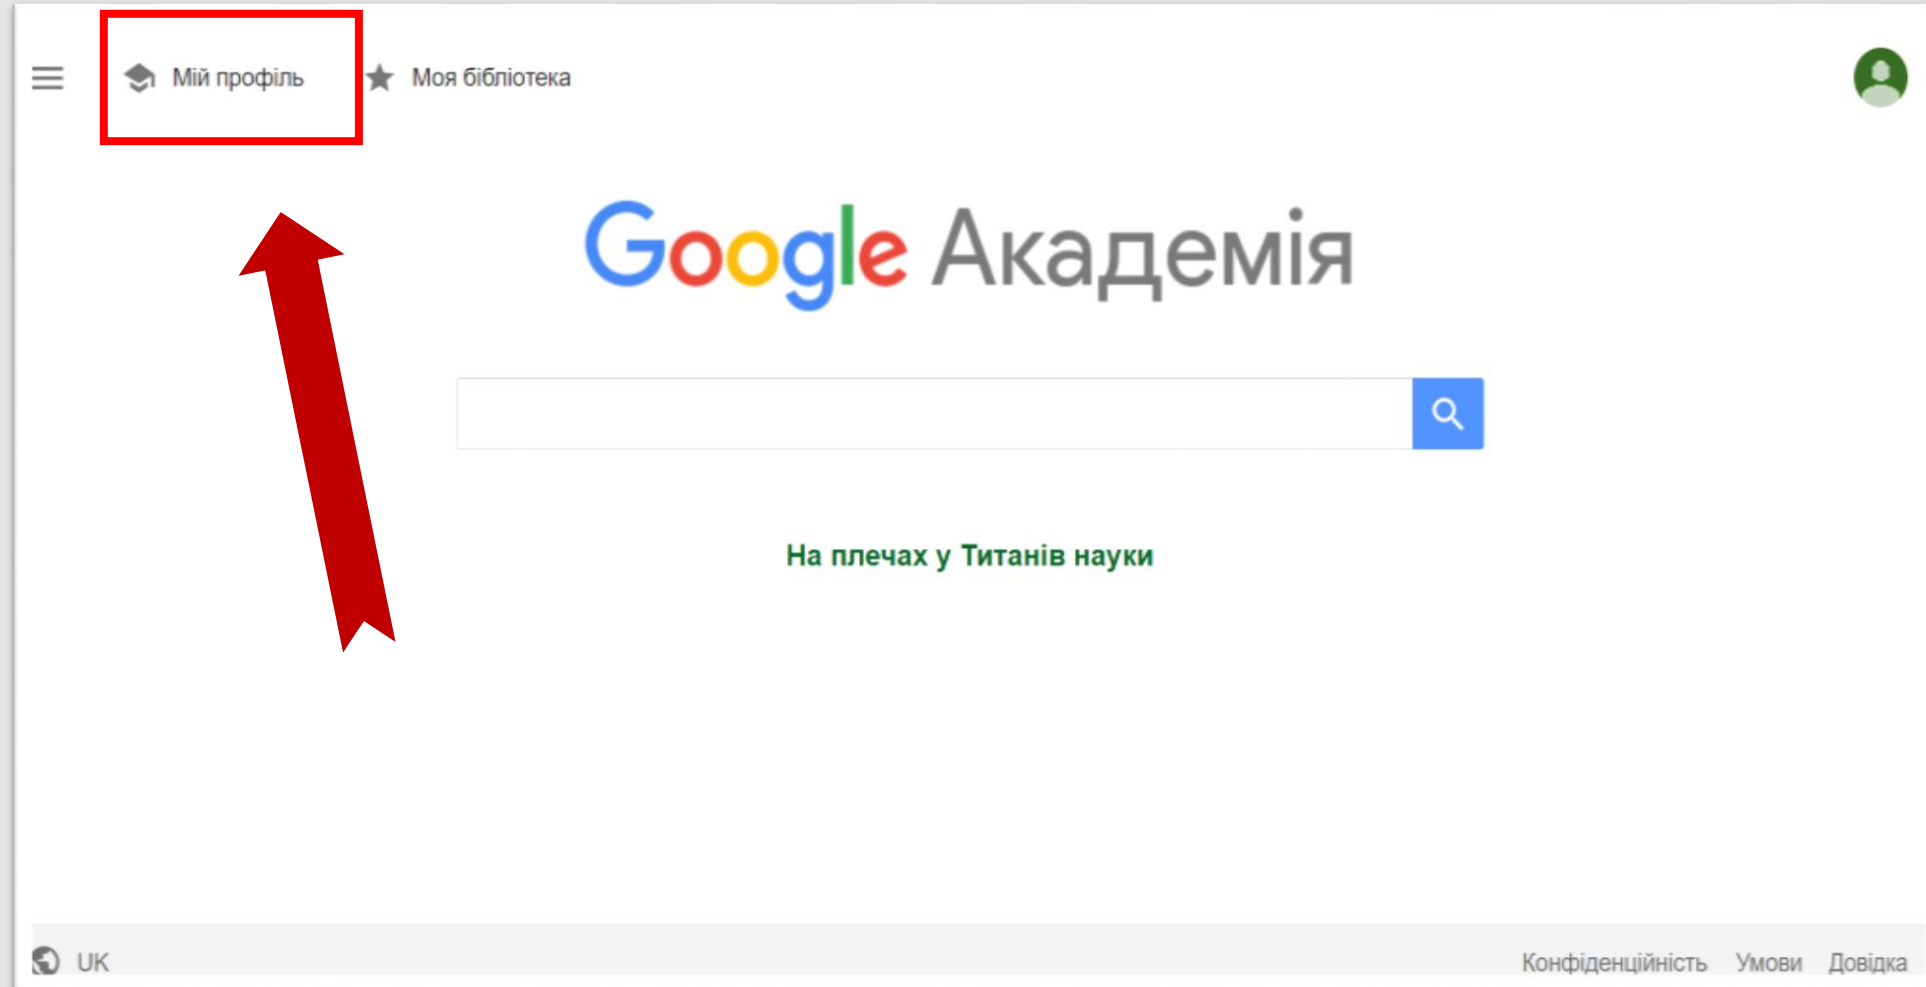 Мій профіль
Моя бібліотека
Google Академія
На плечах у Титанів науки
UK
Конфіденційність Умови Довідка